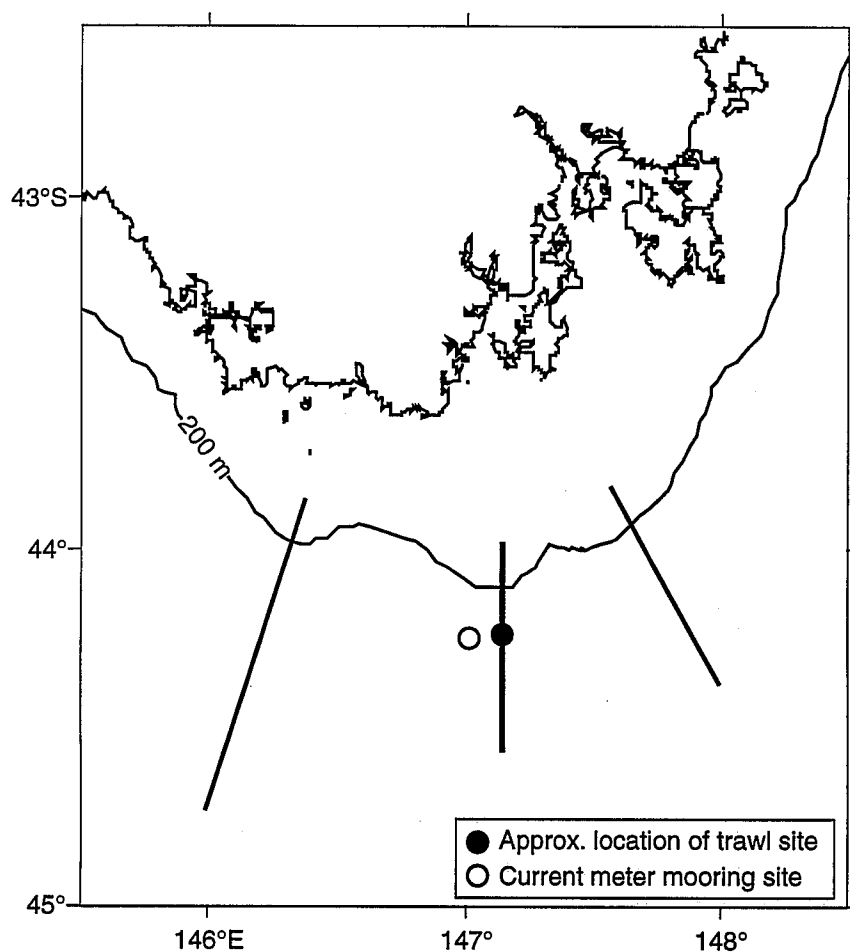 43°S
200 m
44°
Approx. location of trawl site
Current meter mooring site
45°
146°E
147°
148°